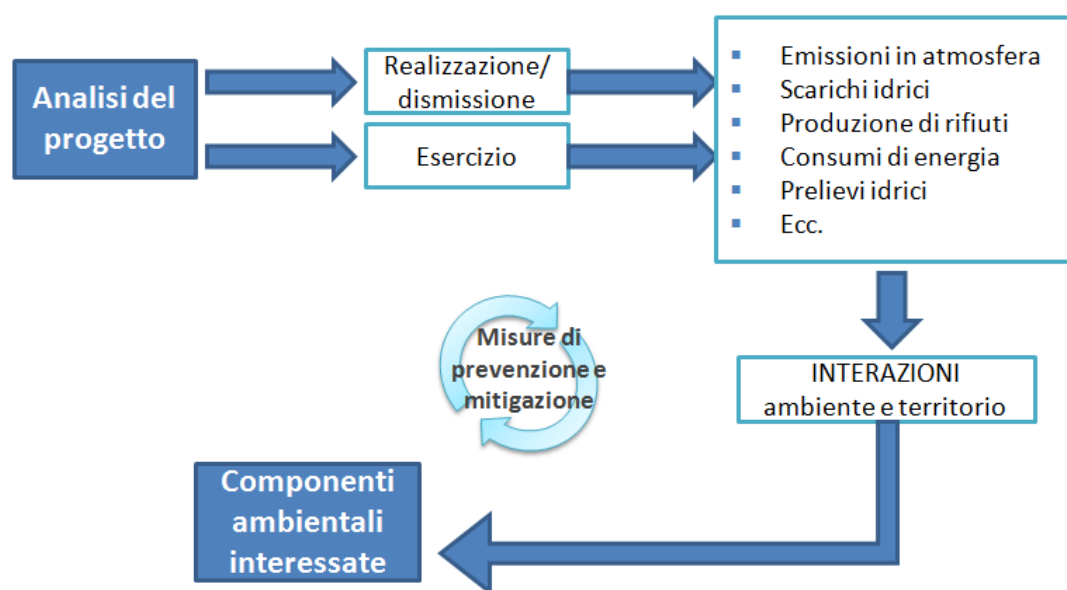 Analisi del
progetto
Realizzazione/
dismissione
Esercizio
Emissioni in atmosfera
Scarichi idrici
Produzione di rifiuti
Consumi di energia
Prelievi idrici
Ecc.
Misure di
prevenzione e
mitigazione
INTERAZIONI
ambiente e territorio
Componenti
ambientali
interessate